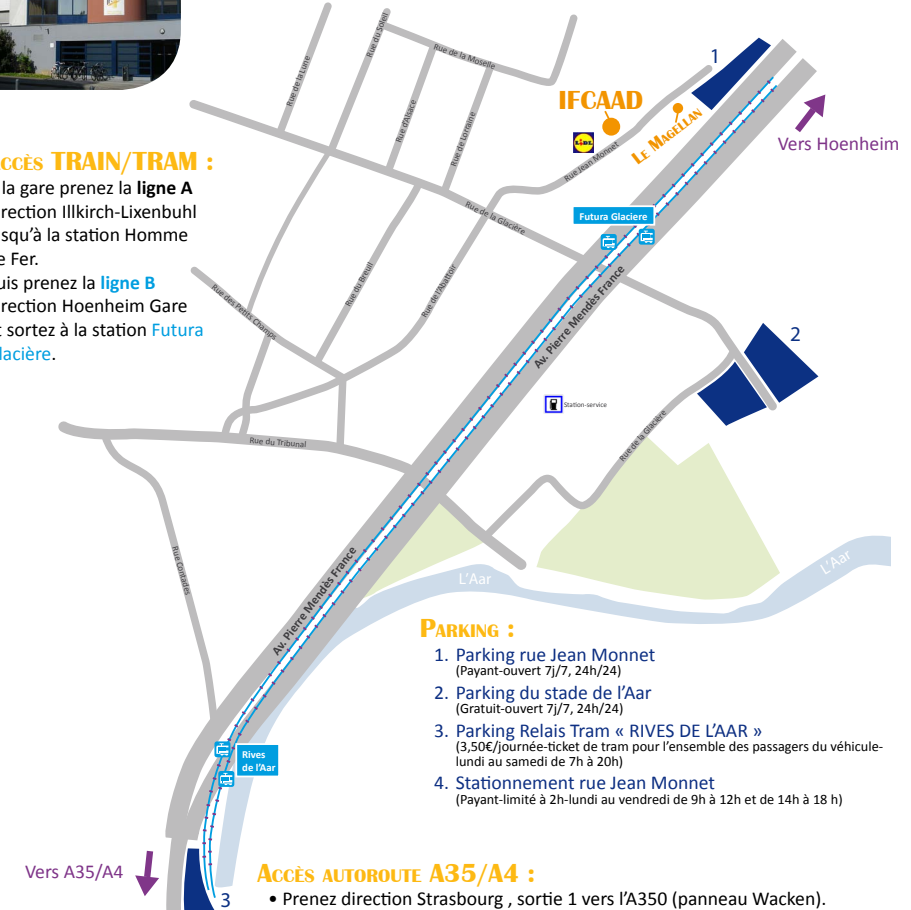 1
IFCAAD
LIDL
Le Magellan
Rue Jean Monnet
Vers Hoenheim
Rue de la Lune
Rue du Soleil
Rue de la Moselle
Rue d'Alsace
Rue de Lorraine
ccès TRAIN/TRAM :
la gare prenez la ligne A
rection Illkirch-Lixenbuhl
squ'à la station Homme
e Fer.
uis prenez la ligne B
rection Hoenheim Gare
t sortez à la station Futura
lacière.
Rue de la Glacière
Futura Glaciere
Rue du Breuil
Rue de l'Abattoir
Rue des Petits Champs
Av. Pierre Mendès France
2
Station-service
Rue de la Glacière
Rue du Tribunal
Rue Contades
Av. Pierre Mendès France
L'Aar
L'Aar
Parking :
1. Parking rue Jean Monnet
(Payant-ouvert 7j/7, 24h/24)
2. Parking du stade de l'Aar
(Gratuit-ouvert 7j/7, 24h/24)
3. Parking Relais Tram « RIVES DE L'AAR »
(3,50€/journée-ticket de tram pour l'ensemble des passagers du véhicule-
lundi au samedi de 7h à 20h)
4. Stationnement rue Jean Monnet
(Payant-limité à 2h-lundi au vendredi de 9h à 12h et de 14h à 18 h)
Rives
de l'Aar
Vers A35/A4
3
Accès autoroute A35/A4 :
• Prenez direction Strasbourg , sortie 1 vers l'A350 (panneau Wacken).